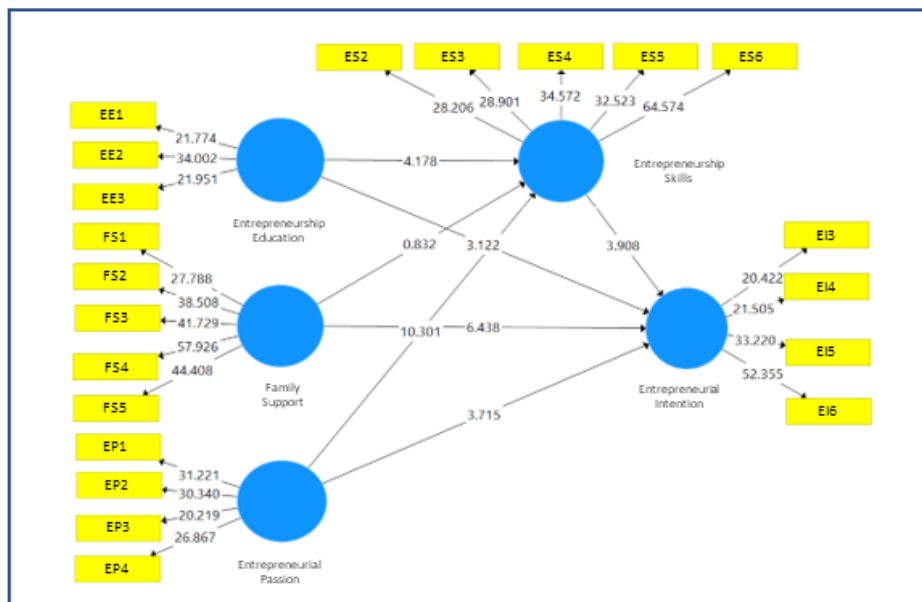 ES2
ES3
ES4
ES5
ES6
28.206
28.901
34.572
32.523
64.574
EE1
EE2
EE3
21.774
34.002
21.951
Entrepreneurship
Education
4.178
Entrepreneurship
Skills
0.832
3.122
3.908
FS1
FS2
FS3
FS4
FS5
27.788
38.508
41.729
57.926
44.408
Family
Support
10.301
6.438
EI3
EI4
EI5
EI6
20.422
21.505
33.220
52.355
Entrepreneurial
Intention
3.715
EP1
EP2
EP3
EP4
31.221
30.340
20.219
26.867
Entrepreneurial
Passion